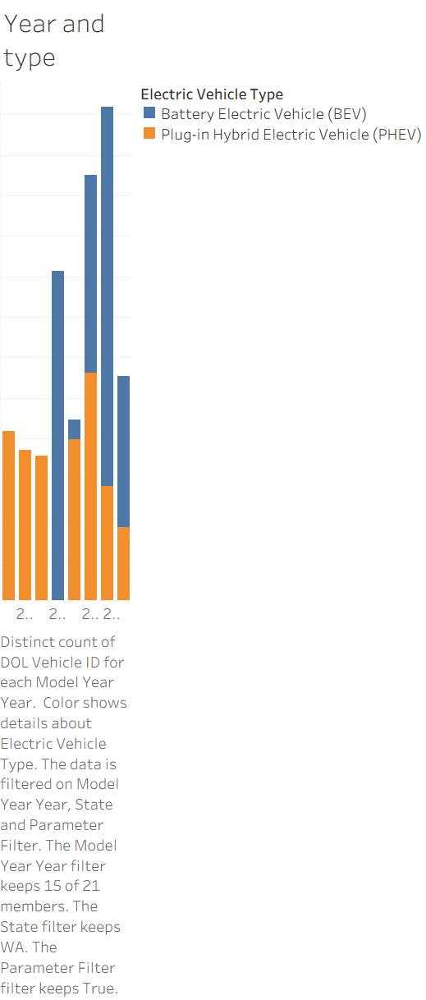 Year and
type
Electric Vehicle Type
Battery Electric Vehicle (BEV)
Plug-in Hybrid Electric Vehicle (PHEV)
2.. 2.. 2.. 2..
Distinct count of
DOL Vehicle ID for
each Model Year
Year. Color shows
details about
Electric Vehicle
Type. The data is
filtered on Model
Year Year, State
and Parameter
Filter. The Model
Year Year filter
keeps 15 of 21
members. The
State filter keeps
WA. The
Parameter Filter
filter keeps True.